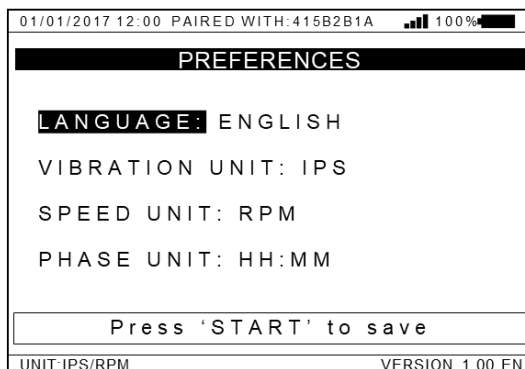 01/01/2017 12:00 PAIRED WITH:415B2B1A 100%
PREFERENCES
LANGUAGE: ENGLISH
VIBRATION UNIT: IPS
SPEED UNIT: RPM
PHASE UNIT: HH:MM
Press ‘START’ to save
UNIT:IPS/RPM VERSION 1.00 EN